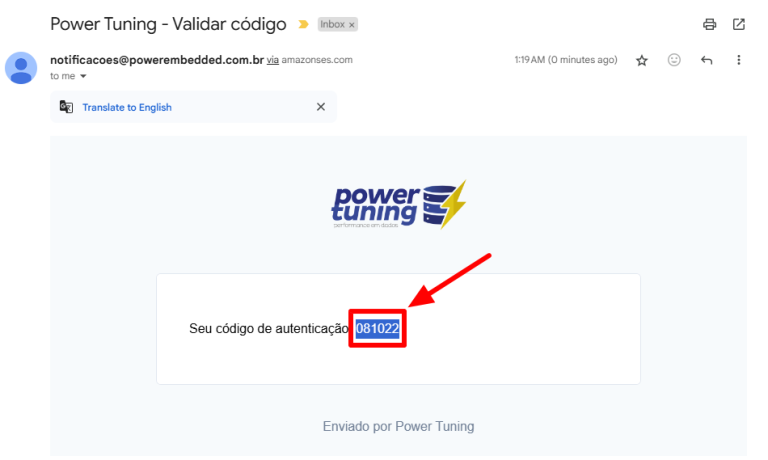 Power Tuning - Validar código Inbox x
notificacoes@powerembedded.com.br via amazonses.com 1:19 AM (0 minutes ago)
to me
Translate to English
power
tuning
performance em dados
Seu código de autenticação 081022
Enviado por Power Tuning